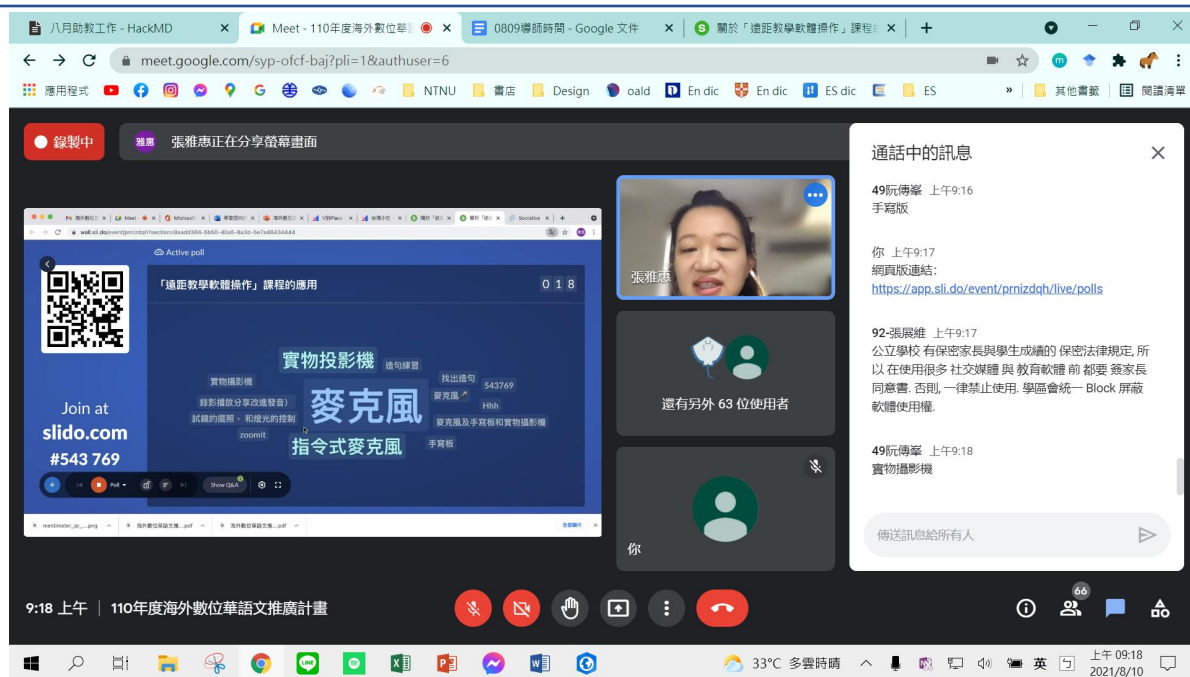 八月助教工作 - HackMD
Meet - 110年度海外數位華語
0809導師時間 - Google 文件
關於「遠距教學軟體操作」課程
meet.google.com/syp-ofcf-baj?pli=1&authuser=6
應用程式
NTNU
書店
Design
oald
En dic
En dic
ES dic
ES
»
其他書籤
閱讀清單
錄製中
雅惠
張雅惠正在分享螢幕畫面
Active poll
「遠距教學軟體操作」課程的應用
018
實物投影機
造句練習
實物攝影機
找出造句
543769
錄影播放分享改進發音）
麥克風
麥克風
Hhh
試鏡的擺照， 和燈光的控制
麥克風及手寫板和實物攝影機
zoomit
指令式麥克風
手寫板
Join at
slido.com
#543 769
Poll
Show Q&A
張雅惠
還有另外 63 位使用者
你
通話中的訊息
49阮傳峯 上午9:16
手寫版
你 上午9:17
網頁版連結:
https://app.sli.do/event/prnizdqh/live/polls
92-張展維 上午9:17
公立學校 有保密家長與學生成績的 保密法律規定, 所
以 在使用很多 社交媒體 與 教育軟體 前 都要 簽家長
同意書. 否則, 一律禁止使用. 學區會統一 Block 屏蔽
軟體使用權.
49阮傳峯 上午9:18
實物攝影機
傳送訊息給所有人
9:18 上午 | 110年度海外數位華語文推廣計畫
66
33°C 多雲時晴
英
上午 09:18
2021/8/10